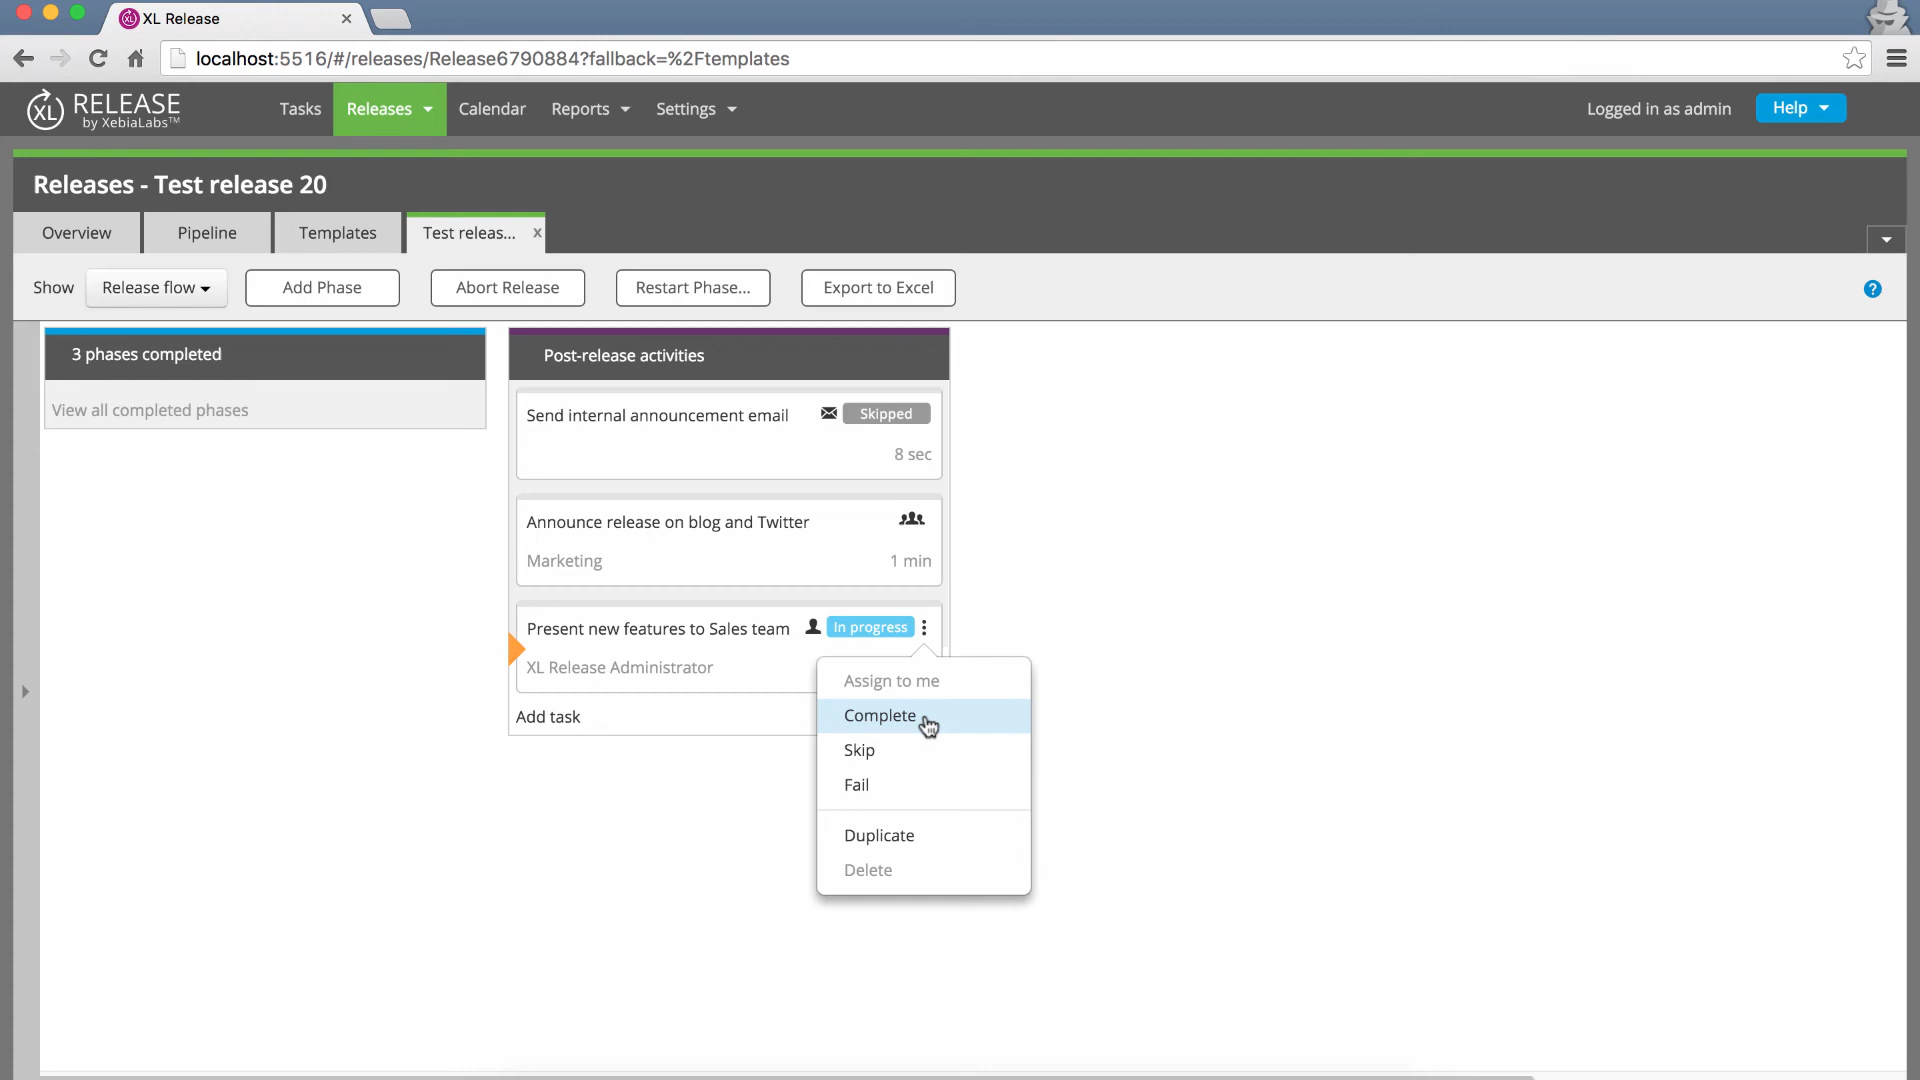 XL Release
localhost:5516/#/releases/Release6790884?fallback=%2Ftemplates
XL RELEASE
by XebiaLabs™
Tasks
Releases
Calendar
Reports
Settings
Logged in as admin
Help
Releases - Test release 20
Overview
Pipeline
Templates
Test releas... x
Show
Release flow
Add Phase
Abort Release
Restart Phase...
Export to Excel
?
3 phases completed
View all completed phases
Post-release activities
Send internal announcement email
Skipped
8 sec
Announce release on blog and Twitter
Marketing
1 min
Present new features to Sales team
In progress
XL Release Administrator
Add task
Assign to me
Complete
Skip
Fail
Duplicate
Delete